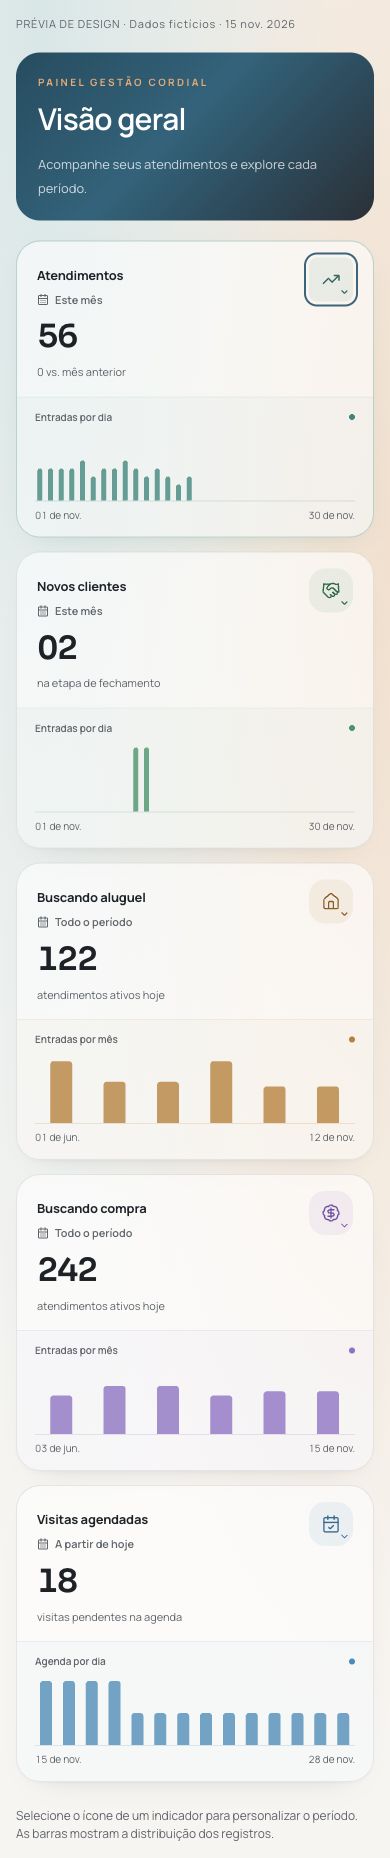 PRÉVIA DE DESIGN · Dados fictícios · 15 nov. 2026
PAINEL GESTÃO CORDIAL
Visão geral
Acompanhe seus atendimentos e explore cada
período.
Atendimentos
Este mês
56
0 vs. mês anterior
Entradas por dia
01 de nov.
30 de nov.
Novos clientes
Este mês
02
na etapa de fechamento
Entradas por dia
01 de nov.
30 de nov.
Buscando aluguel
Todo o período
122
atendimentos ativos hoje
Entradas por mês
01 de jun.
12 de nov.
Buscando compra
Todo o período
242
atendimentos ativos hoje
Entradas por mês
03 de jun.
15 de nov.
Visitas agendadas
A partir de hoje
18
visitas pendentes na agenda
Agenda por dia
15 de nov.
28 de nov.
Selecione o ícone de um indicador para personalizar o período.
As barras mostram a distribuição dos registros.